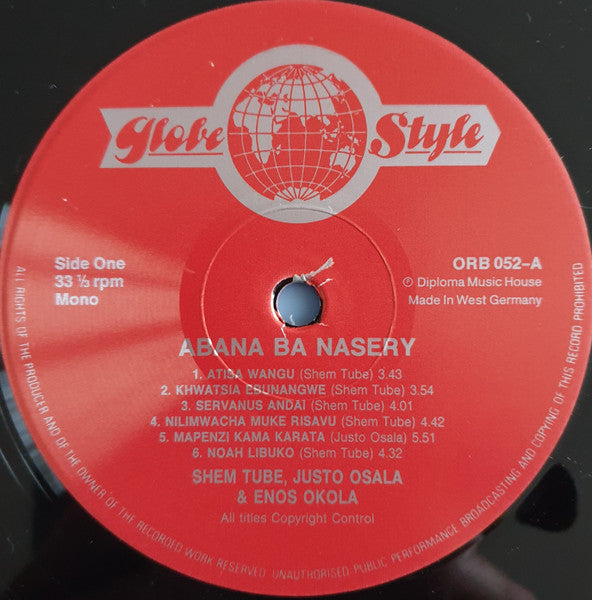 Globe Style
Side One
33 ⅓ rpm
Mono
ORB 052-A
℗ Diploma Music House
Made in West Germany
ABANA BA NASERY
1. ATISA WANGU (Shem Tube) 3.43
2. KHWATSIA EBUNANGWE (Shem Tube) 3.54
3. SERVANUS ANDAI (Shem Tube) 4.01
4. NILIMWACHA MUKE RISAVU (Shem Tube) 4.42
5. MAPENZI KAMA KARATA (Justo Osala) 5.51
6. NOAH LIBUKO (Shem Tube) 4.32
SHEM TUBE, JUSTO OSALA
& ENOS OKOLA
All titles Copyright Control
ALL RIGHTS OF THE PRODUCER AND OF THE OWNER OF THE RECORDED WORK RESERVED UNAUTHORISED PUBLIC PERFORMANCE BROADCASTING AND COPYING OF THIS RECORD PROHIBITED